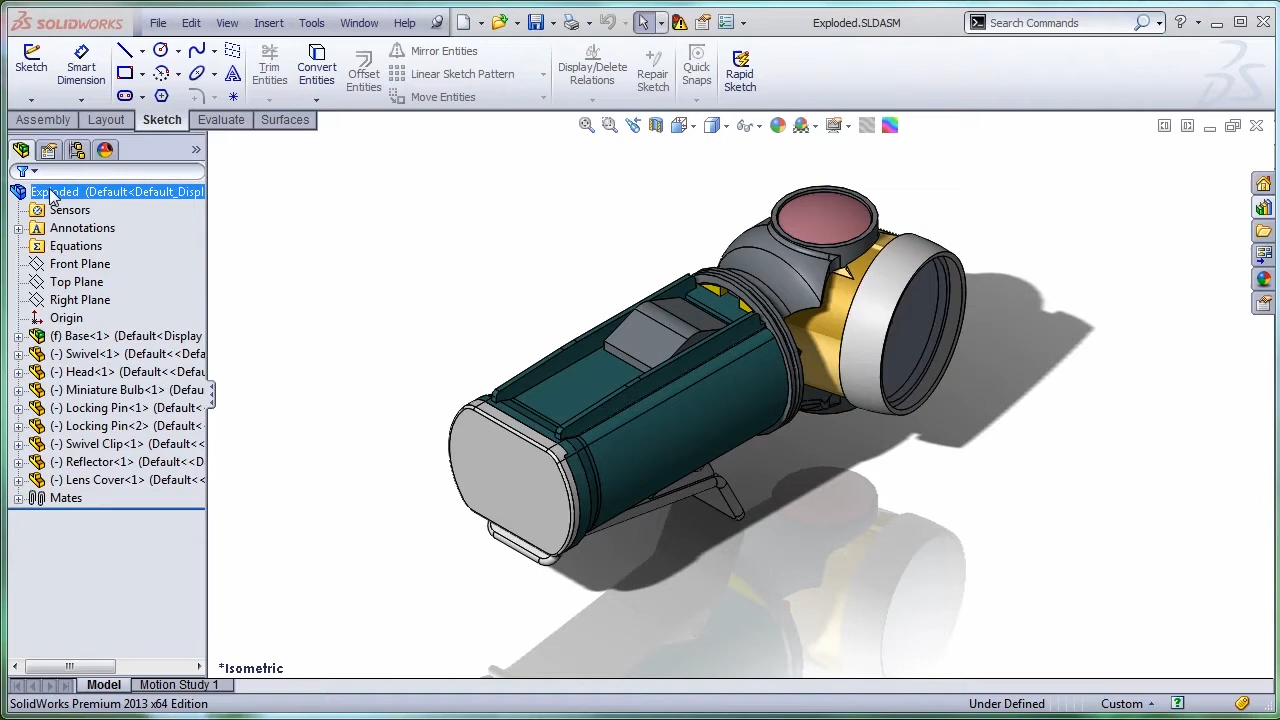 SOLIDWORKS File Edit View Insert Tools Window Help Exploded.SLDASM Search Commands
Sketch Smart Dimension Trim Entities Convert Entities Offset Entities Mirror Entities Linear Sketch Pattern Move Entities Display/Delete Relations Repair Sketch Quick Snaps Rapid Sketch
Assembly Layout Sketch Evaluate Surfaces
Exploded (Default<Default_Displ
Sensors
Annotations
Equations
Front Plane
Top Plane
Right Plane
Origin
(f) Base<1> (Default<Display
(-) Swivel<1> (Default<<Defa
(-) Head<1> (Default<<Defau
(-) Miniature Bulb<1> (Defau
(-) Locking Pin<1> (Default<
(-) Locking Pin<2> (Default<
(-) Swivel Clip<1> (Default<<
(-) Reflector<1> (Default<<D
(-) Lens Cover<1> (Default<<
Mates
*Isometric
Model Motion Study 1
SolidWorks Premium 2013 x64 Edition Under Defined Custom